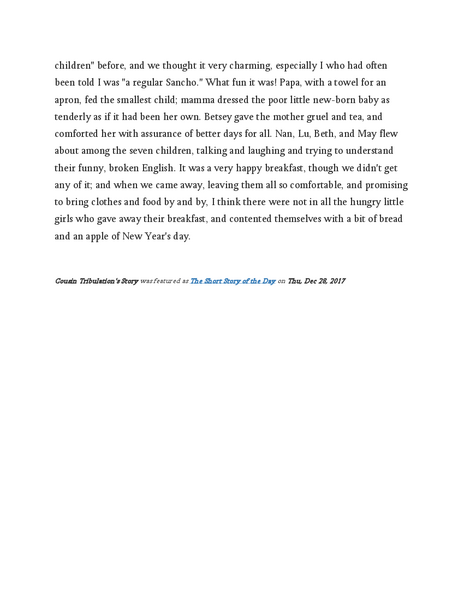 children" before, and we thought it very charming, especially I who had often
been told I was "a regular Sancho." What fun it was! Papa, with a towel for an
apron, fed the smallest child; mamma dressed the poor little new-born baby as
tenderly as if it had been her own. Betsey gave the mother gruel and tea, and
comforted her with assurance of better days for all. Nan, Lu, Beth, and May flew
about among the seven children, talking and laughing and trying to understand
their funny, broken English. It was a very happy breakfast, though we didn't get
any of it; and when we came away, leaving them all so comfortable, and promising
to bring clothes and food by and by, I think there were not in all the hungry little
girls who gave away their breakfast, and contented themselves with a bit of bread
and an apple of New Year's day.
Cousin Tribulation's Story was featured as The Short Story of the Day on Thu, Dec 28, 2017